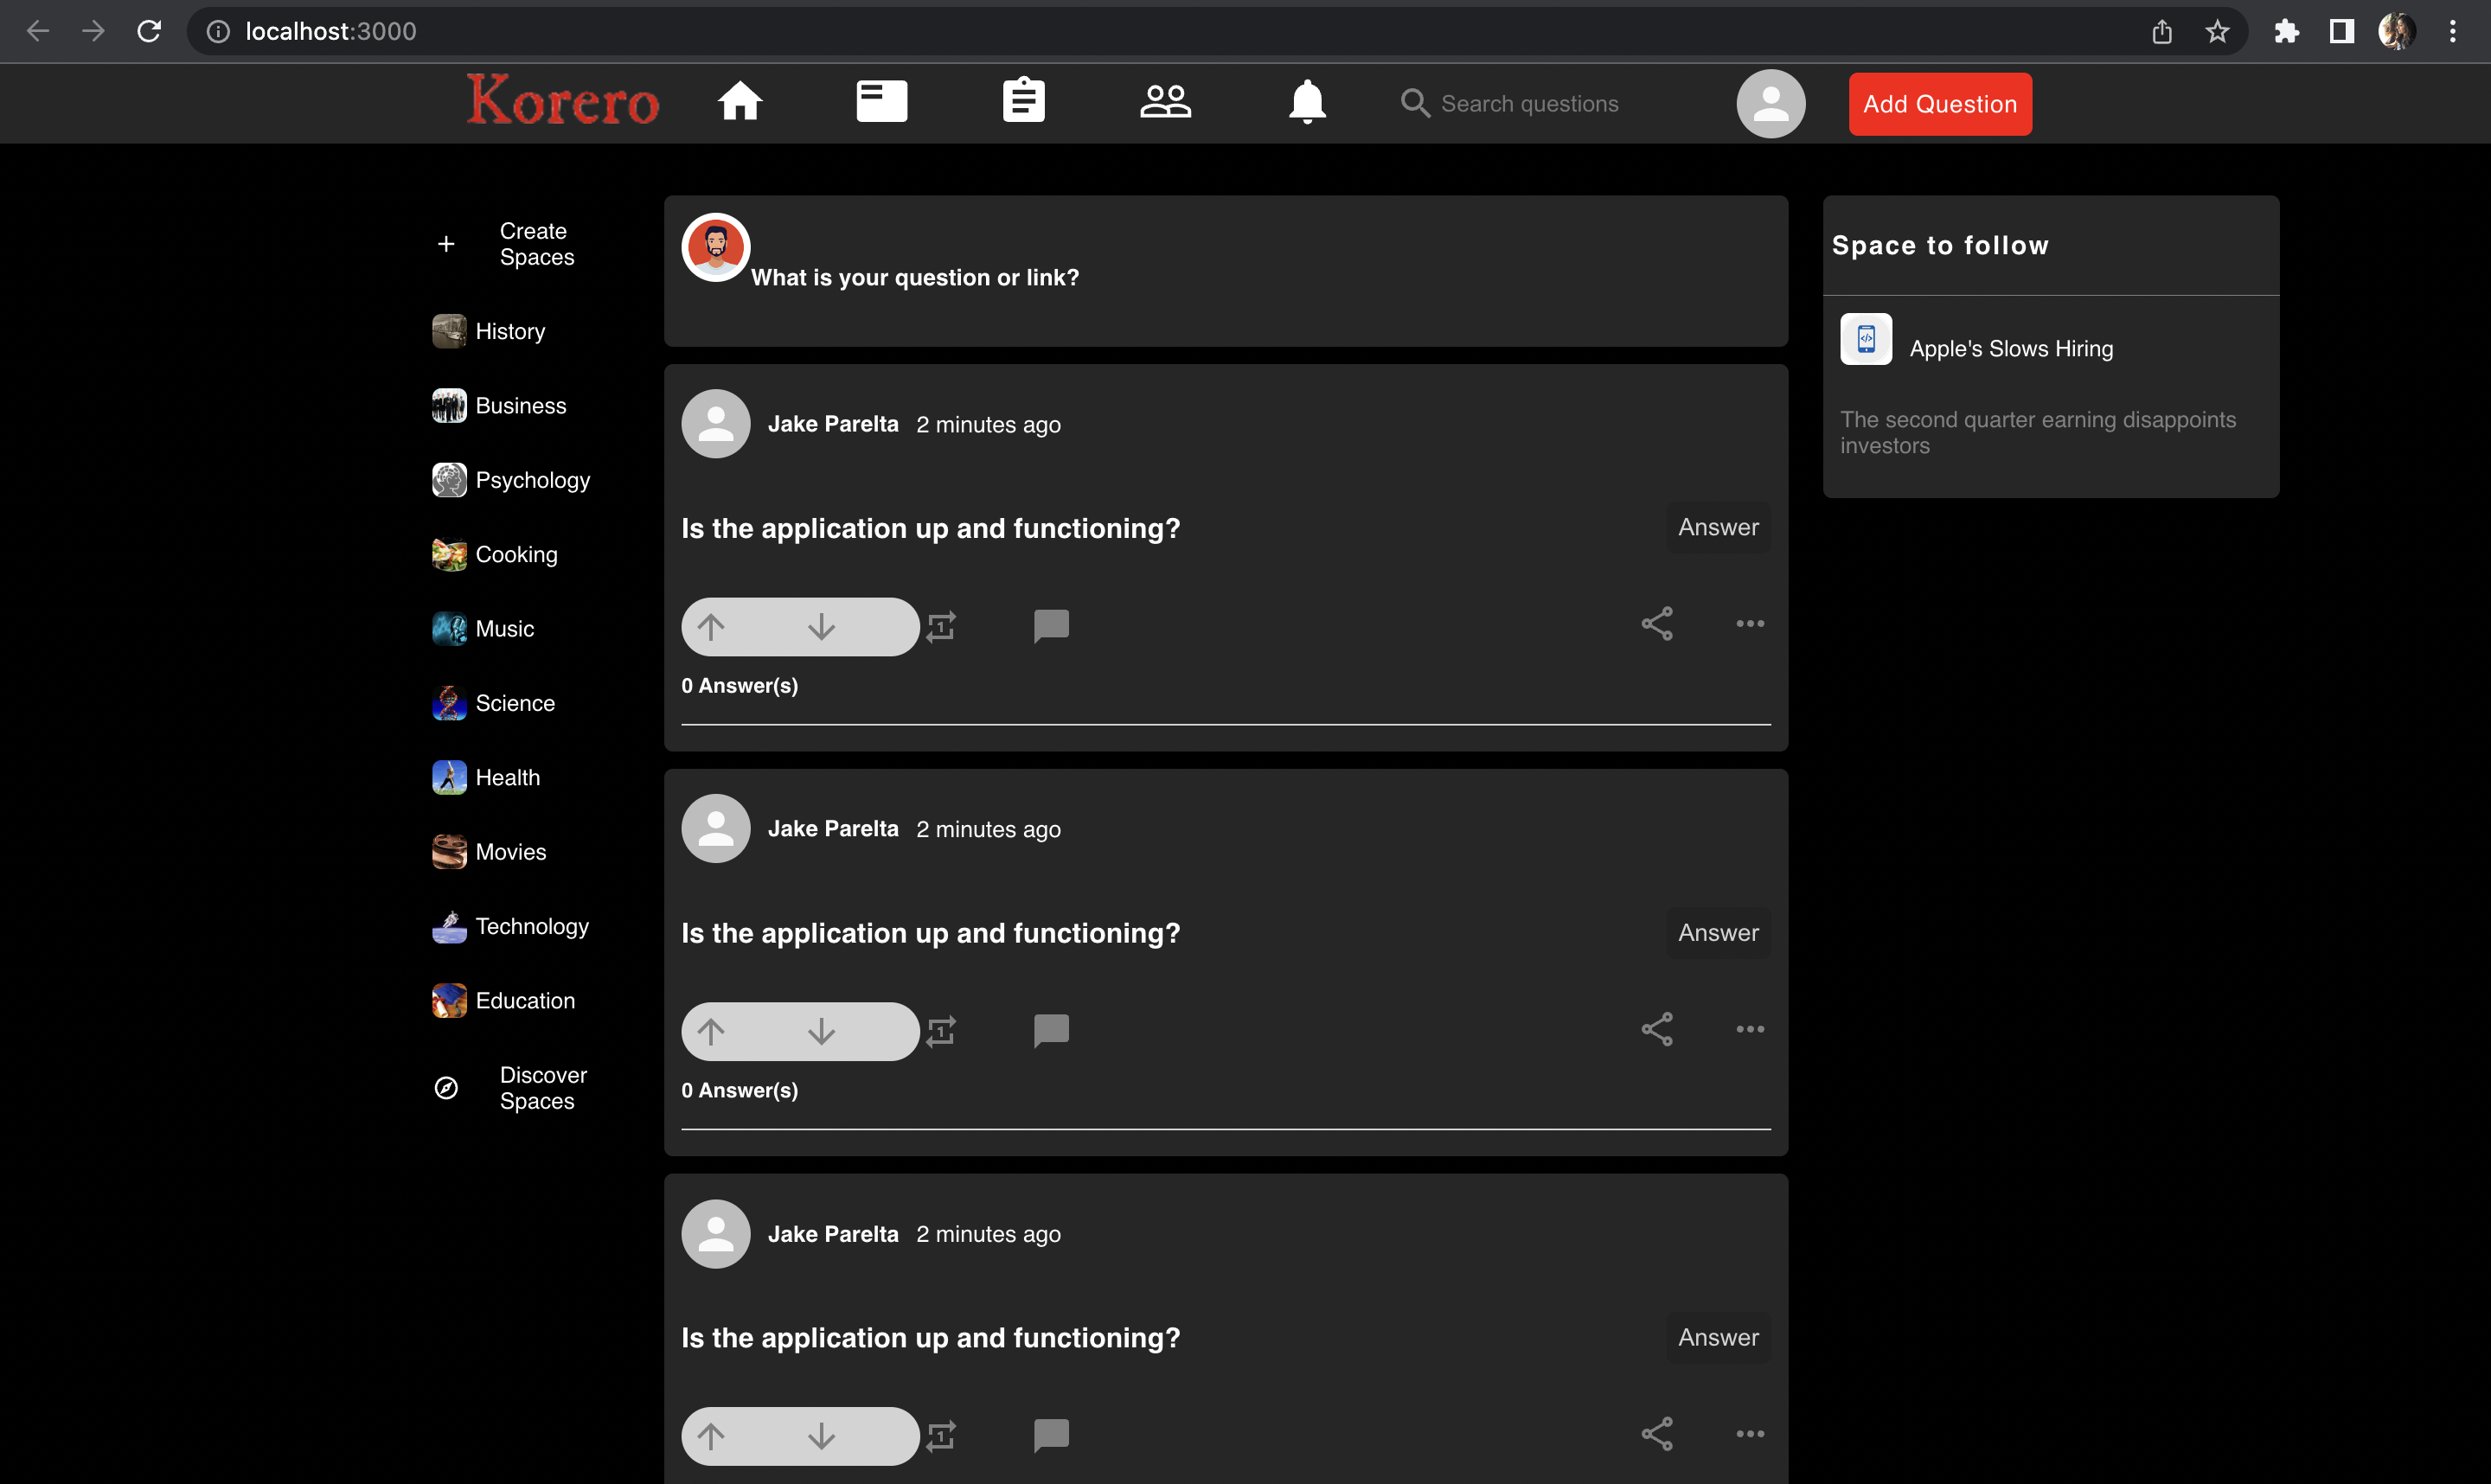 localhost:3000
Korero
Search questions
Add Question
Create
Spaces
History
Business
Psychology
Cooking
Music
Science
Health
Movies
Technology
Education
Discover
Spaces
What is your question or link?
Jake Parelta 2 minutes ago
Is the application up and functioning?
Answer
1
0 Answer(s)
Jake Parelta 2 minutes ago
Is the application up and functioning?
Answer
1
0 Answer(s)
Jake Parelta 2 minutes ago
Is the application up and functioning?
Answer
1
Space to follow
Apple's Slows Hiring
The second quarter earning disappoints
investors